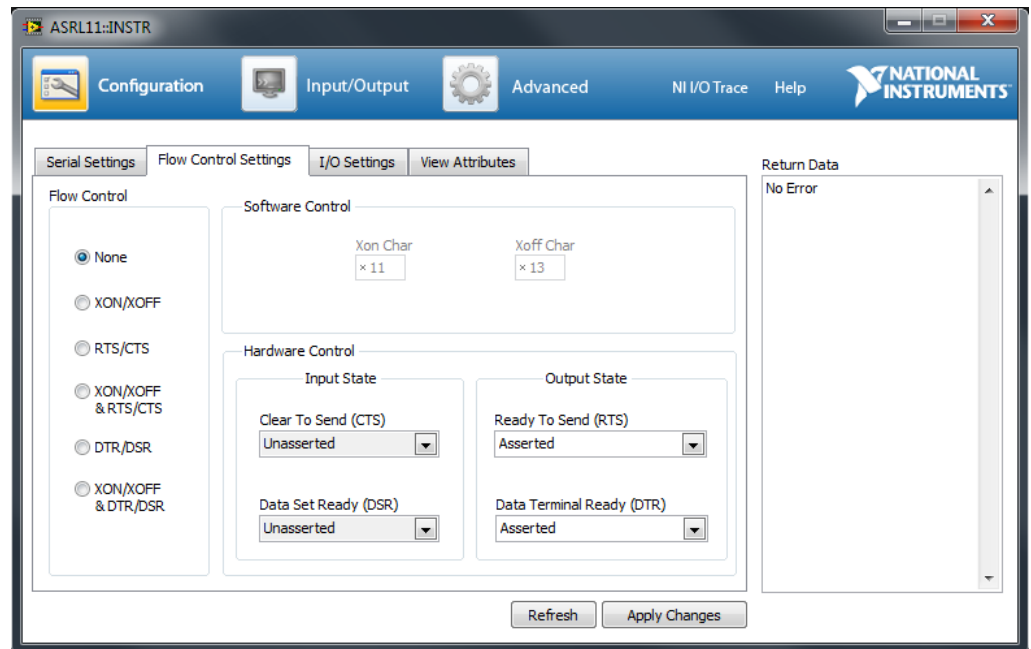 ASRL11::INSTR
Configuration
Input/Output
Advanced
NI I/O Trace
Help
NATIONAL
INSTRUMENTS™
Serial Settings
Flow Control Settings
I/O Settings
View Attributes
Return Data
No Error
Flow Control
None
XON/XOFF
RTS/CTS
XON/XOFF
& RTS/CTS
DTR/DSR
XON/XOFF
& DTR/DSR
Software Control
Xon Char
Xoff Char
× 11
× 13
Hardware Control
Input State
Clear To Send (CTS)
Unasserted
Data Set Ready (DSR)
Unasserted
Output State
Ready To Send (RTS)
Asserted
Data Terminal Ready (DTR)
Asserted
Refresh
Apply Changes